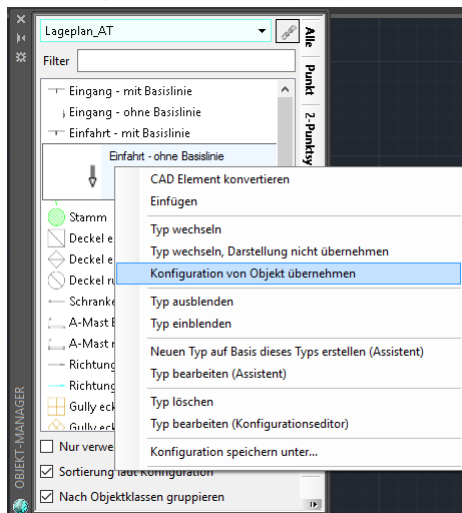 Lageplan_AT
Filter
Eingang - mit Basislinie
Eingang - ohne Basislinie
Einfahrt - mit Basislinie
Einfahrt - ohne Basislinie
CAD Element konvertieren
Einfügen
Typ wechseln
Typ wechseln, Darstellung nicht übernehmen
Konfiguration von Objekt übernehmen
Typ ausblenden
Typ einblenden
Neuen Typ auf Basis dieses Typs erstellen (Assistent)
Typ bearbeiten (Assistent)
Typ löschen
Typ bearbeiten (Konfigurationseditor)
Konfiguration speichern unter...
Stamm
Deckel e
Deckel e
Deckel ru
Schranke
A-Mast
A-Mast
Richtung
Richtung
Gully eck
Gully eck
Nur verwe
Sortierung laut Konfiguration
Nach Objektklassen gruppieren
Alle
Punkt
2-Punktsy
OBJEKT-MANAGER